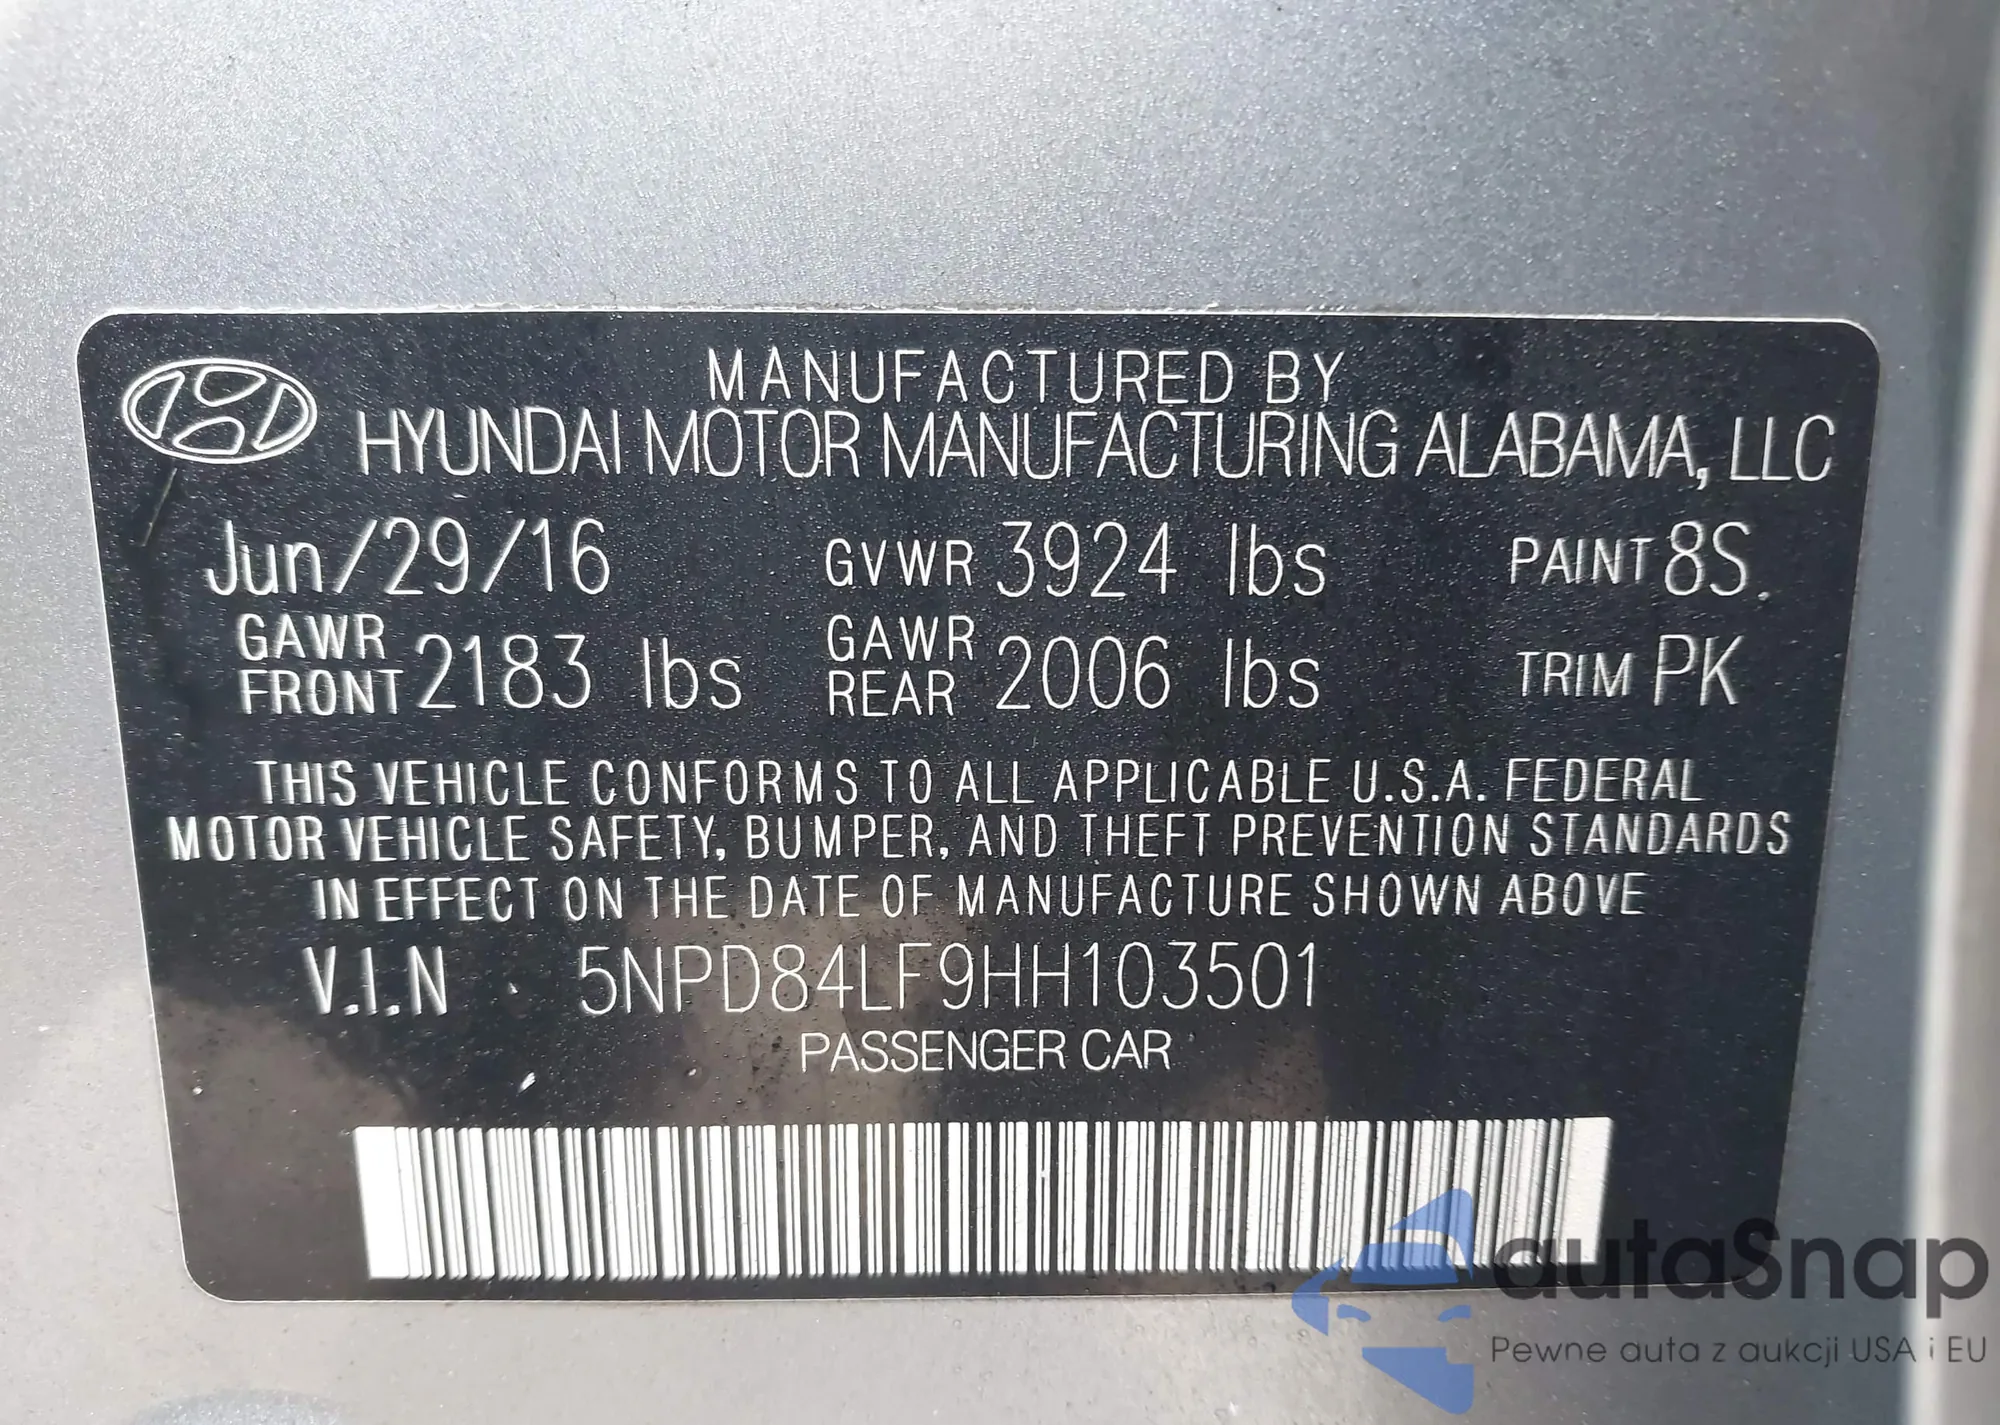 MANUFACTURED BY
HYUNDAI MOTOR MANUFACTURING ALABAMA, LLC
Jun/29/16 GVWR 3924 lbs PAINT 8S
GAWR FRONT 2183 lbs GAWR REAR 2006 lbs TRIM PK
THIS VEHICLE CONFORMS TO ALL APPLICABLE U.S.A. FEDERAL
MOTOR VEHICLE SAFETY, BUMPER, AND THEFT PREVENTION STANDARDS
IN EFFECT ON THE DATE OF MANUFACTURE SHOWN ABOVE
V.I.N 5NPD84LF9HH103501
PASSENGER CAR
autaSnap
Pewne auta z aukcji USA i EU